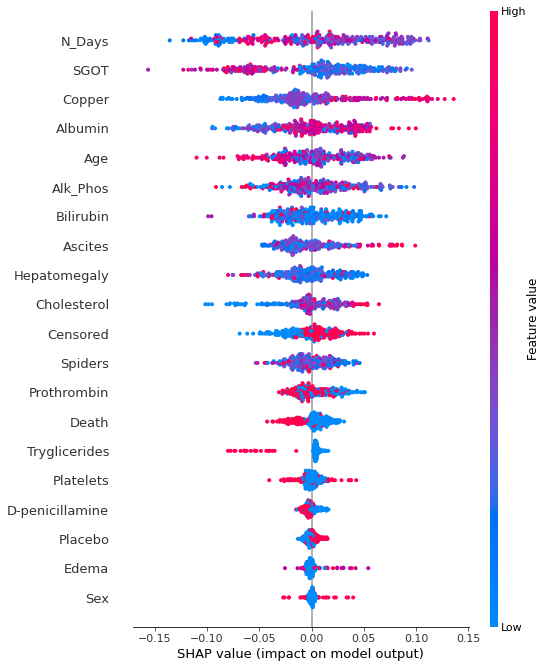 High
N_Days
SGOT
Copper
Albumin
Age
Alk_Phos
Bilirubin
Ascites
Hepatomegaly
Cholesterol
Censored
Spiders
Prothrombin
Death
Tryglicerides
Platelets
D-penicillamine
Placebo
Edema
Sex
Feature value
Low
−0.15 −0.10 −0.05 0.00 0.05 0.10 0.15
SHAP value (impact on model output)